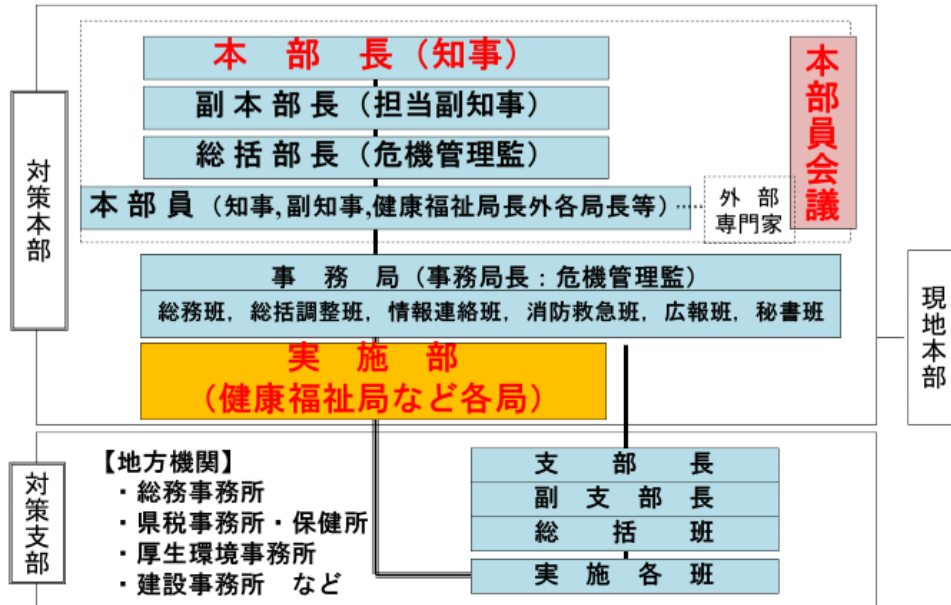 対策本部
本部長（知事）
副本部長（担当副知事）
総括部長（危機管理監）
本部員（知事,副知事,健康福祉局長外各局長等）
外部
専門家
本部員会議
事務局（事務局長：危機管理監）
総務班，総括調整班，情報連絡班，消防救急班，広報班，秘書班
実施部
（健康福祉局など各局）
現地本部
対策支部
【地方機関】
・総務事務所
・県税事務所・保健所
・厚生環境事務所
・建設事務所　など
支部長
副支部長
総括班
実施各班